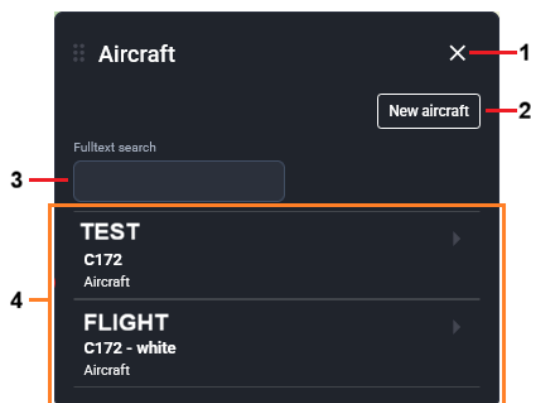 Aircraft
1
New aircraft
2
Fulltext search
3
TEST
C172
Aircraft
4
FLIGHT
C172 - white
Aircraft